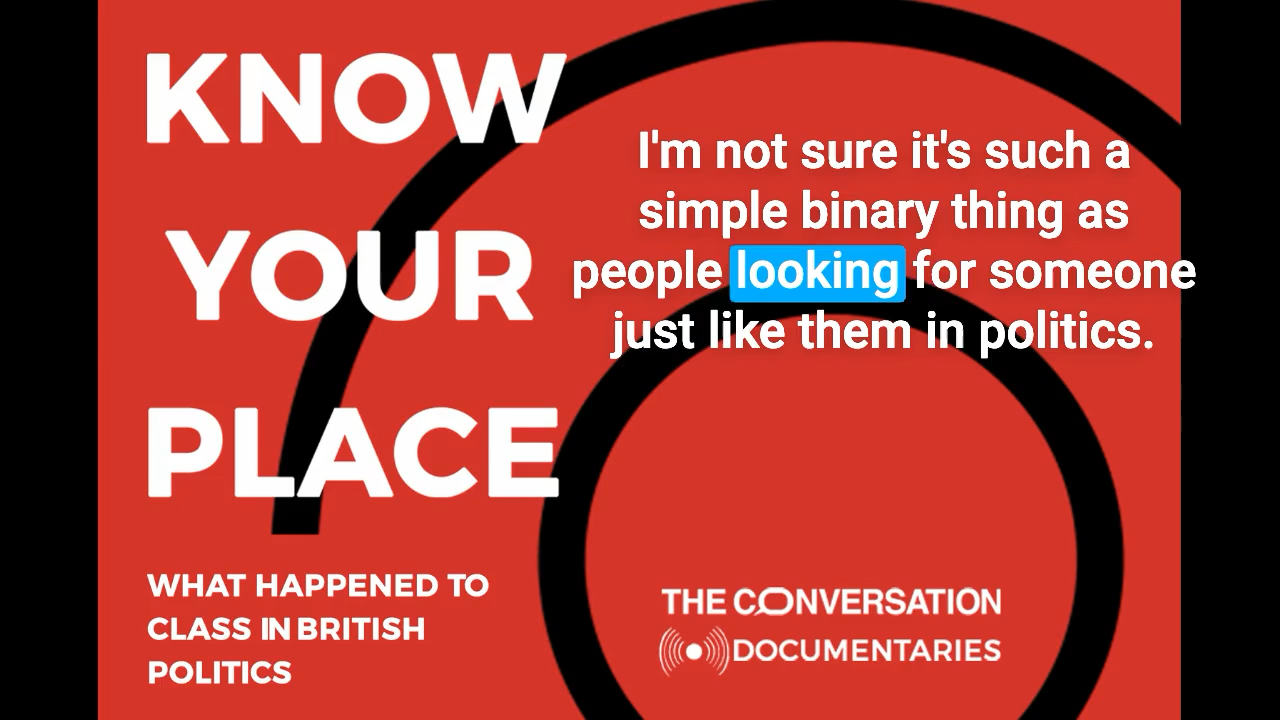 KNOW
YOUR
PLACE
WHAT HAPPENED TO
CLASS IN BRITISH
POLITICS
I'm not sure it's such a
simple binary thing as
people looking for someone
just like them in politics.
THE CONVERSATION
DOCUMENTARIES